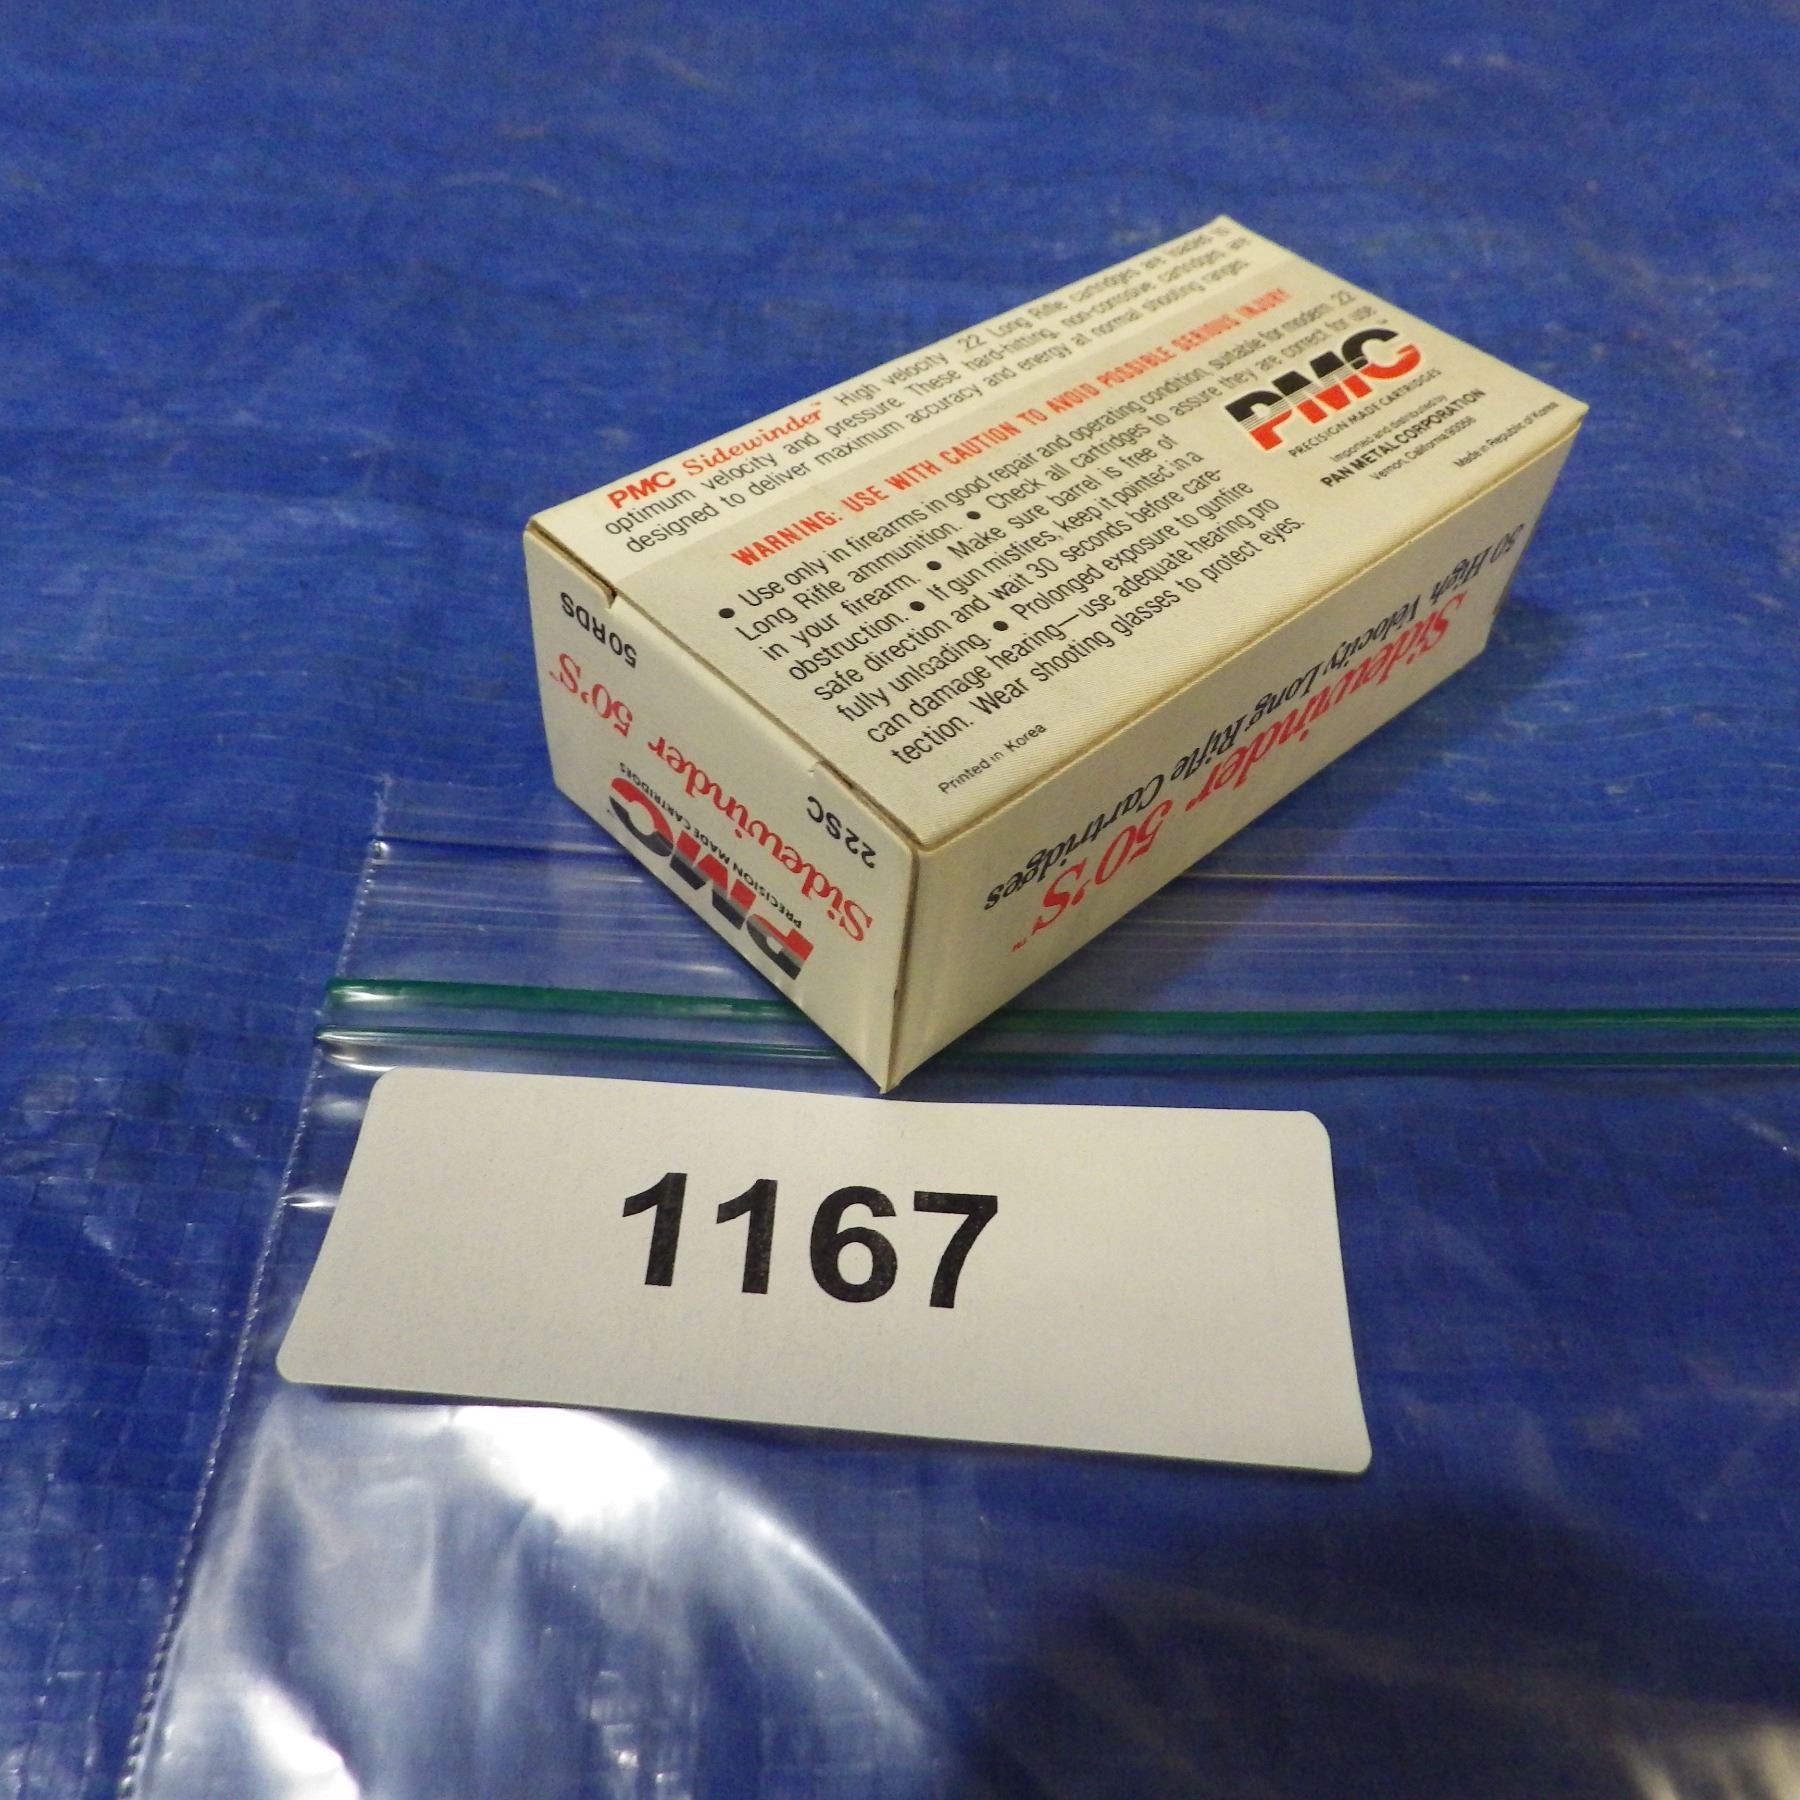 PMC Sidewinder™ High velocity .22 Long Rifle cartridges are loaded to
optimum velocity and pressure. These hard-hitting, non-corrosive cartridges are
designed to deliver maximum accuracy and energy at normal shooting ranges.
WARNING: USE WITH CAUTION TO AVOID POSSIBLE SERIOUS INJURY
• Use only in firearms in good repair and operating condition, suitable for modern .22
Long Rifle ammunition. • Check all cartridges to assure they are correct for use
in your firearm. • Make sure barrel is free of
obstruction. • If gun misfires, keep it pointed in a
safe direction and wait 30 seconds before care-
fully unloading. • Prolonged exposure to gunfire
can damage hearing—use adequate hearing pro
tection. Wear shooting glasses to protect eyes.
Printed in Korea
PMC™
PRECISION MADE CARTRIDGES
Imported and distributed by
PAN METAL CORPORATION
Vernon, California 90058
Made in Republic of Korea
PMC
PRECISION MADE CARTRIDGES
Sidewinder 50'S™
22SC
50RDS
Sidewinder 50'S™
50 High Velocity Long Rifle Cartridges
1167